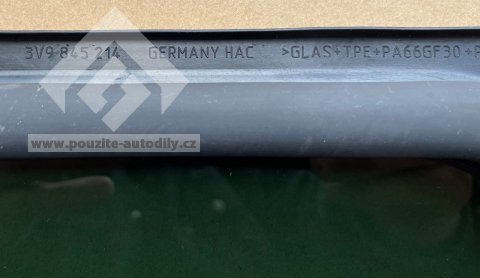 3V9 845 214 GERMANY HAC >GLAS+TPE+PA66GF30+P
www.pouzite-autodily.cz